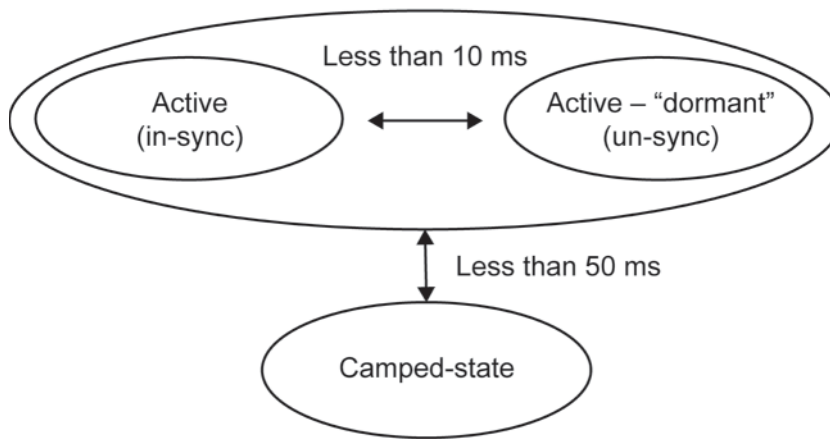 Less than 10 ms
Active
(in-sync)
Active – “dormant”
(un-sync)
Less than 50 ms
Camped-state